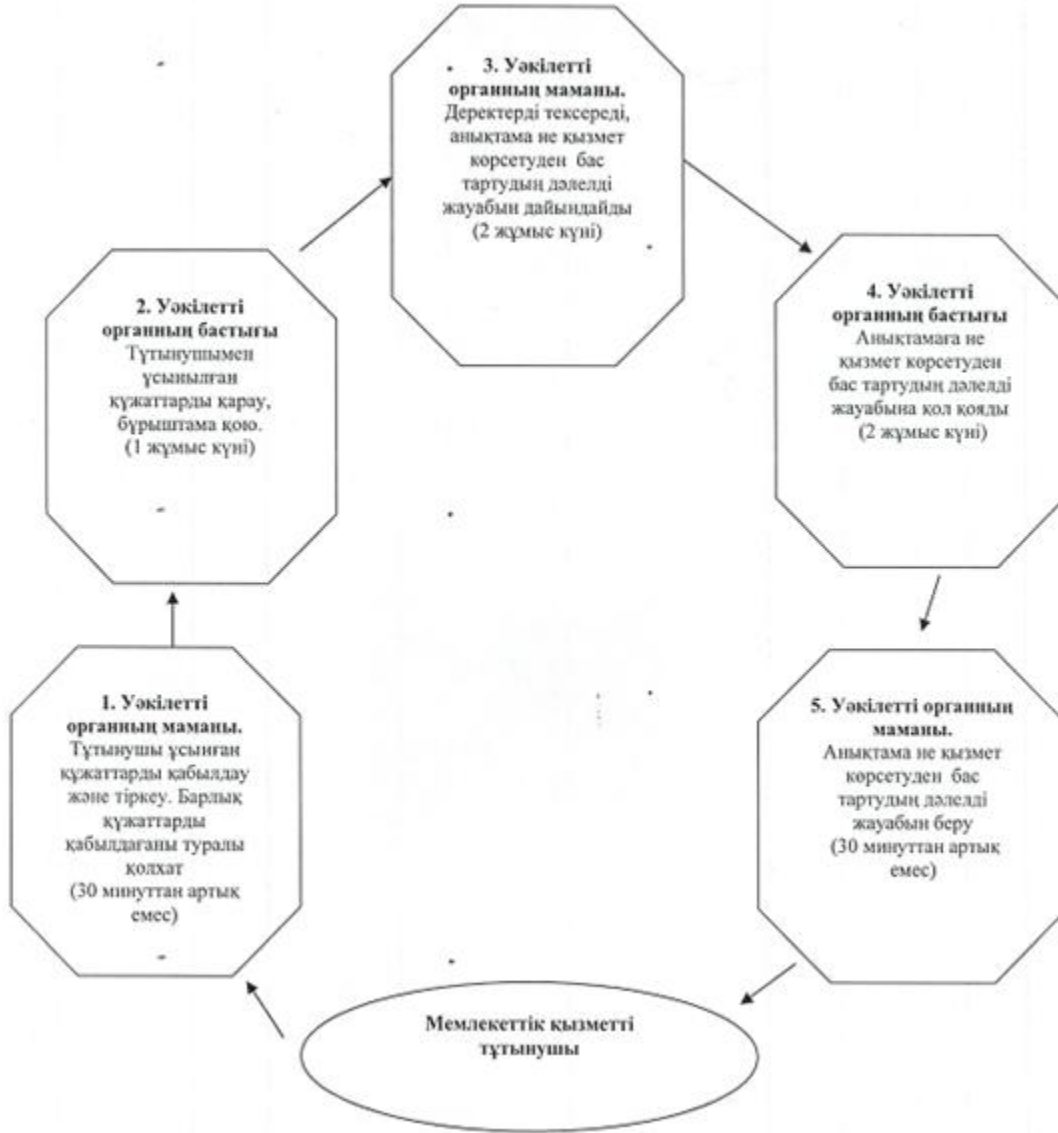 3. Уәкілетті
органның маманы.
Деректерді тексереді,
анықтама не қызмет
көрсетуден бас
тартудың дәлелді
жауабын дайындайды
(2 жұмыс күні)
2. Уәкілетті
органның бастығы
Тұтынушымен
ұсынылған
құжаттарды қарау,
бұрыштама қою.
(1 жұмыс күні)
4. Уәкілетті
органның бастығы
Анықтамаға не
қызмет көрсетуден
бас тартудың дәлелді
жауабына қол қояды
(2 жұмыс күні)
1. Уәкілетті
органның маманы.
Тұтынушы ұсынған
құжаттарды қабылдау
және тіркеу. Барлық
құжаттарды
қабылдағаны туралы
қолхат
(30 минуттан артық
емес)
5. Уәкілетті органның
маманы.
Анықтама не қызмет
көрсетуден бас
тартудың дәлелді
жауабын беру
(30 минуттан артық
емес)
Мемлекеттік қызметті
тұтынушы